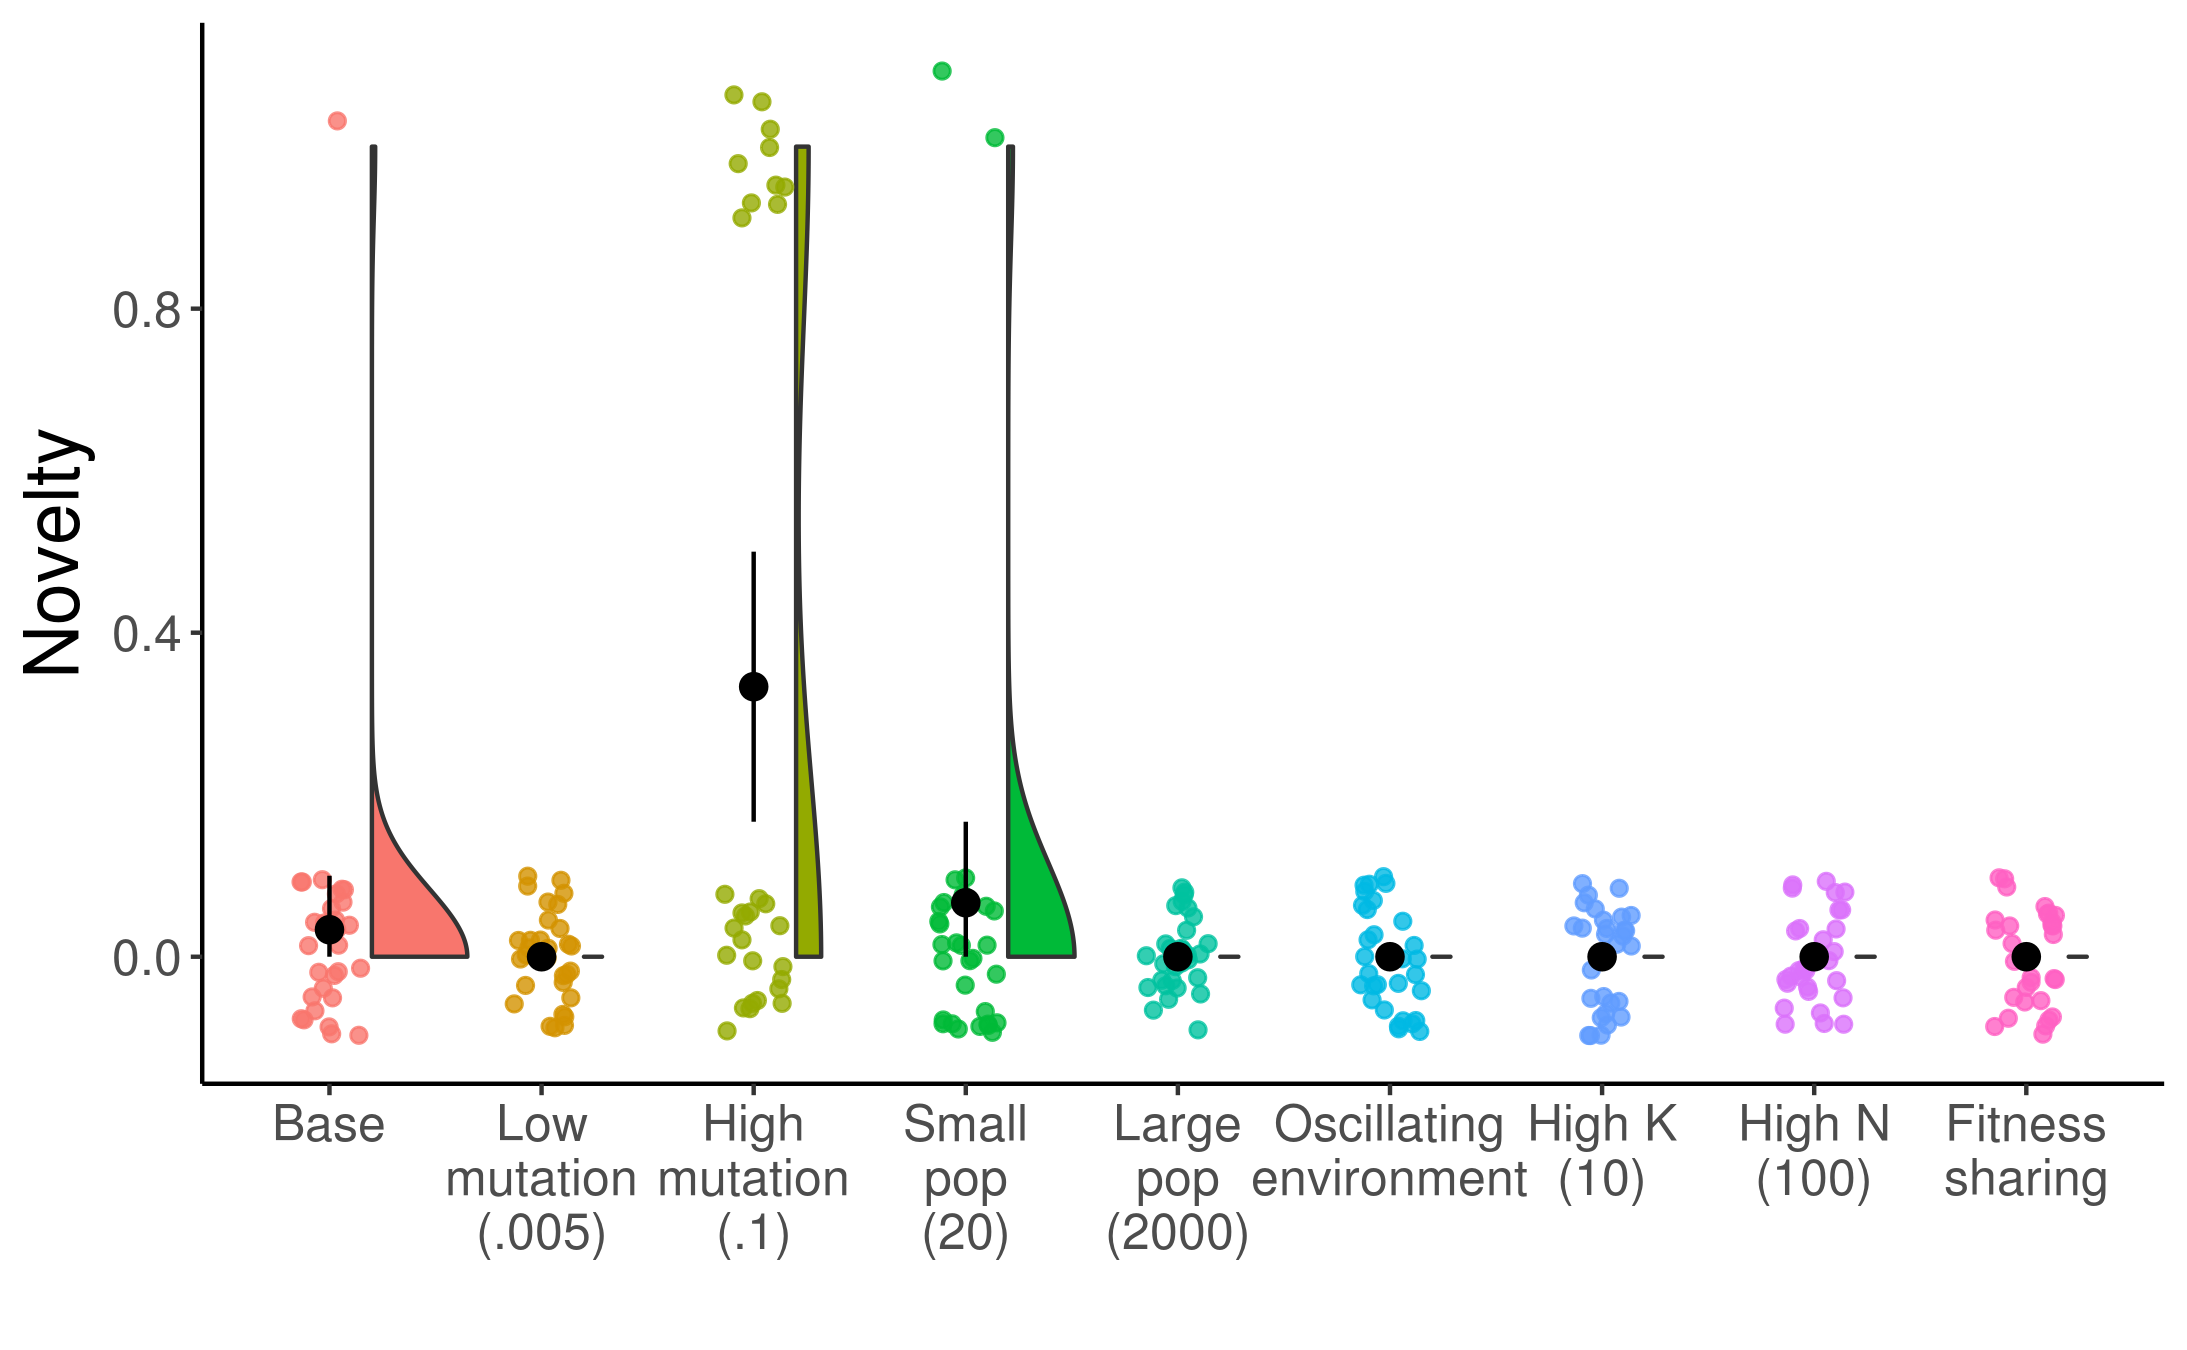 Novelty
0.8
0.4
0.0
Base
Low
mutation
(.005)
High
mutation
(.1)
Small
pop
(20)
Large
pop
(2000)
Oscillating
environment
High K
(10)
High N
(100)
Fitness
sharing